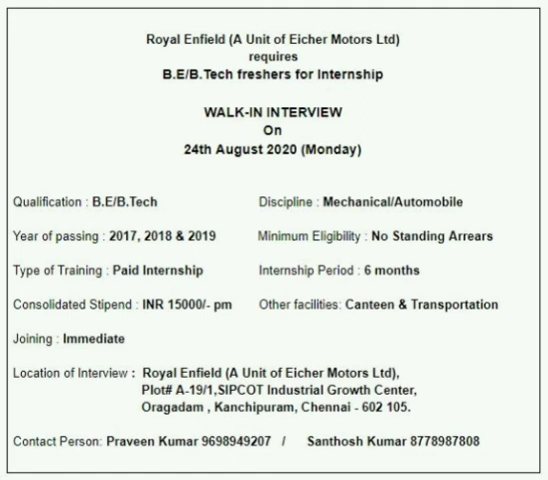 Royal Enfield (A Unit of Eicher Motors Ltd)
requires
B.E/B.Tech freshers for Internship
WALK-IN INTERVIEW
On
24th August 2020 (Monday)
Qualification : B.E/B.Tech Discipline : Mechanical/Automobile
Year of passing : 2017, 2018 & 2019 Minimum Eligibility : No Standing Arrears
Type of Training : Paid Internship Internship Period : 6 months
Consolidated Stipend : INR 15000/- pm Other facilities: Canteen & Transportation
Joining : Immediate
Location of Interview : Royal Enfield (A Unit of Eicher Motors Ltd),
Plot# A-19/1,SIPCOT Industrial Growth Center,
Oragadam , Kanchipuram, Chennai - 602 105.
Contact Person: Praveen Kumar 9698949207 / Santhosh Kumar 8778987808